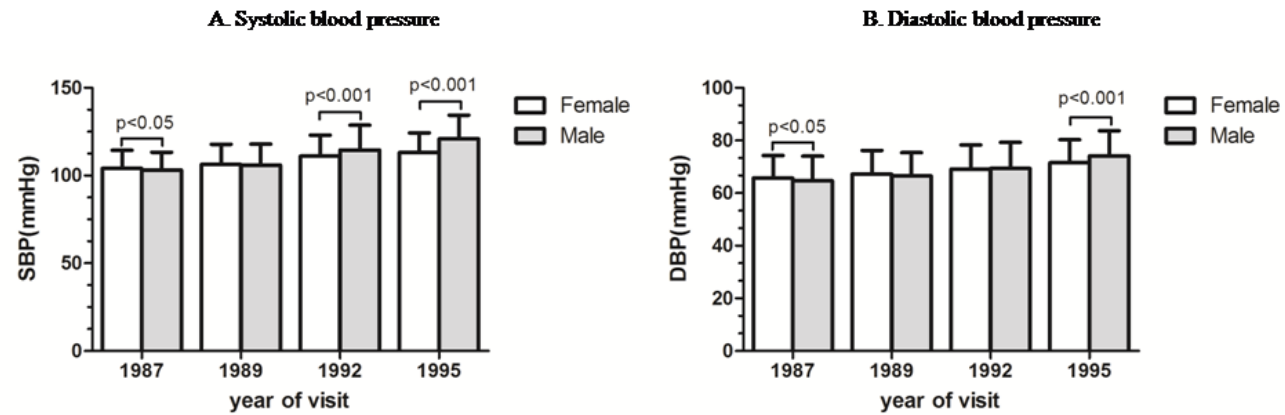 A. Systolic blood pressure
SBP(mmHg)
150
100
50
0
p<0.05
p<0.001
p<0.001
Female
Male
1987
1989
1992
1995
year of visit
B. Diastolic blood pressure
DBP(mmHg)
100
80
60
40
20
0
p<0.05
p<0.001
Female
Male
1987
1989
1992
1995
year of visit